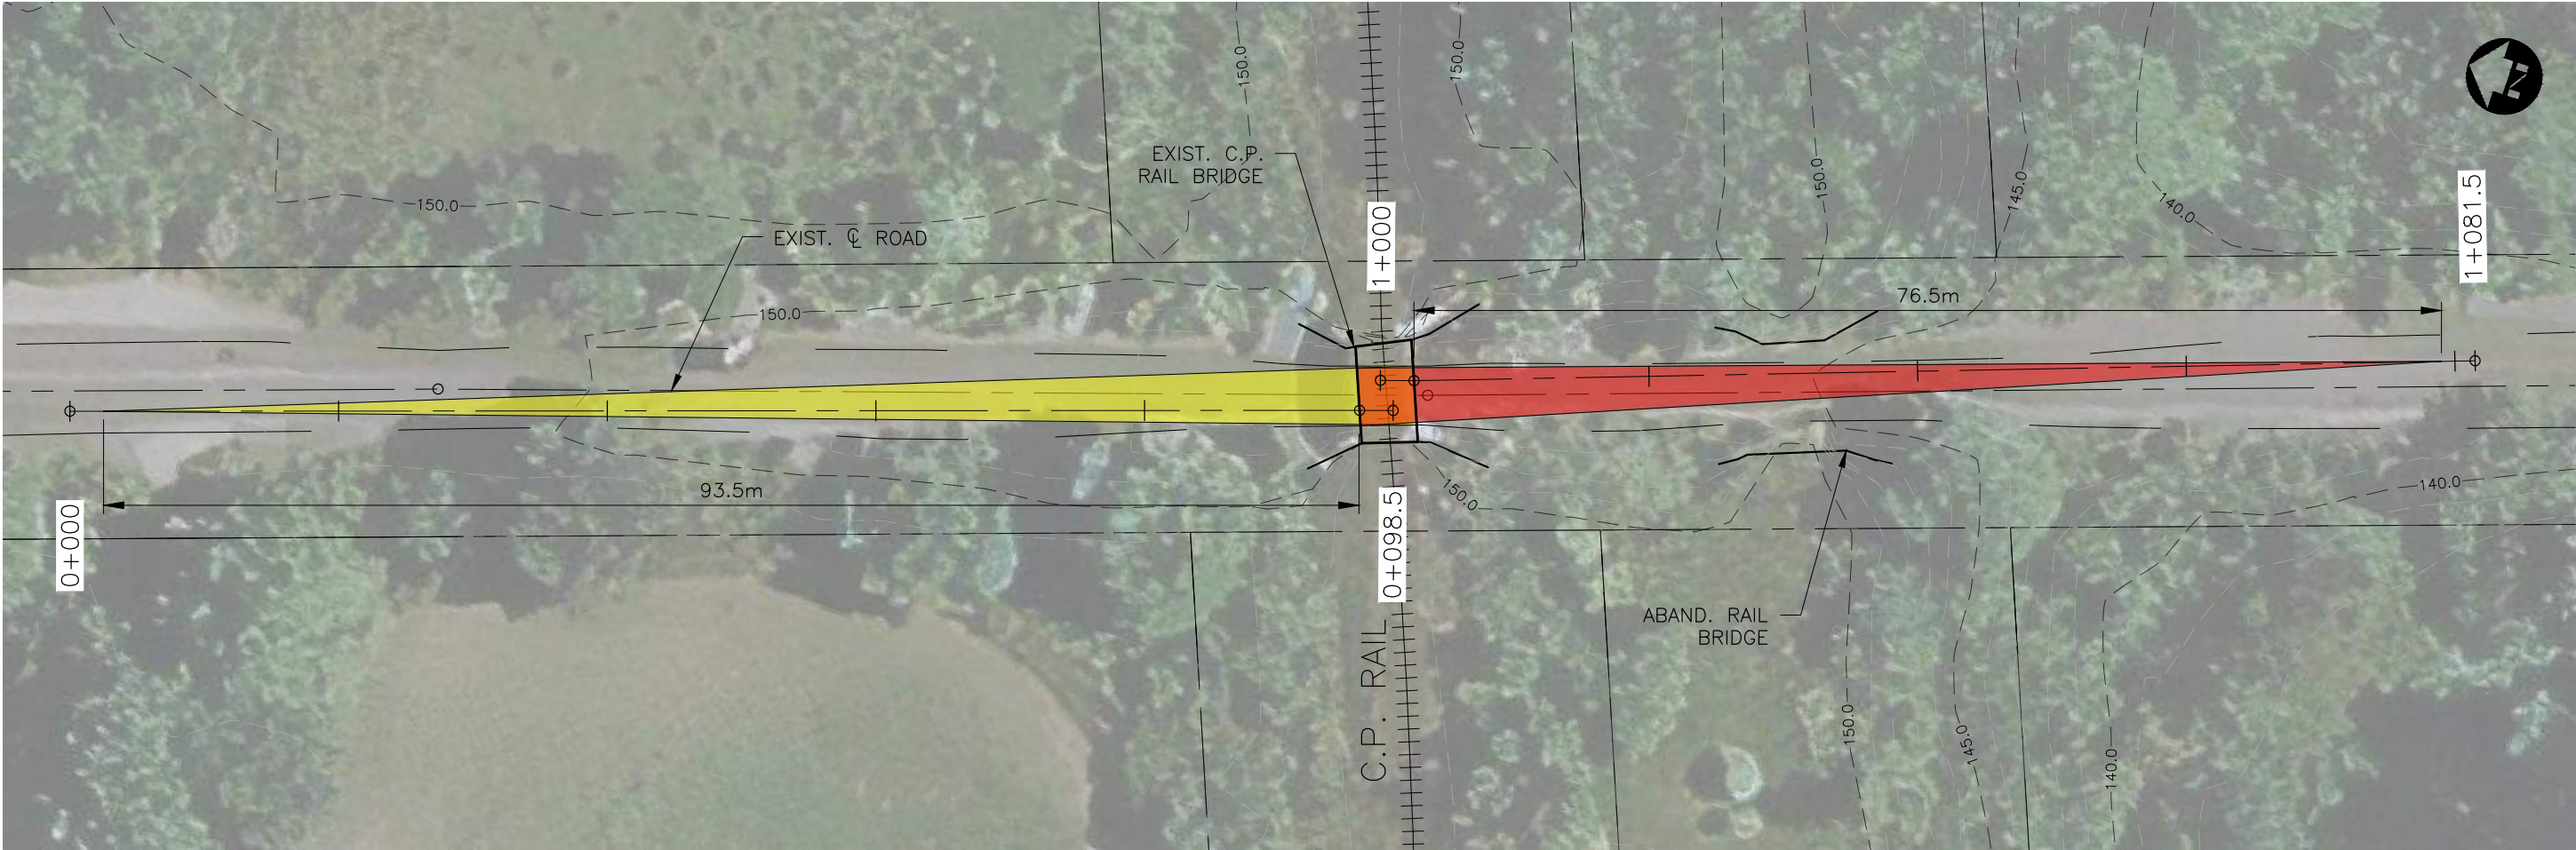 150.0
150.0
N
EXIST. C.P.
RAIL BRIDGE
150.0
145.0
140.0
150.0
1+000
1+081.5
EXIST. ℄ ROAD
76.5m
150.0
93.5m
150.0
140.0
0+000
0+098.5
ABAND. RAIL
BRIDGE
C.P. RAIL
150.0
145.0
140.0